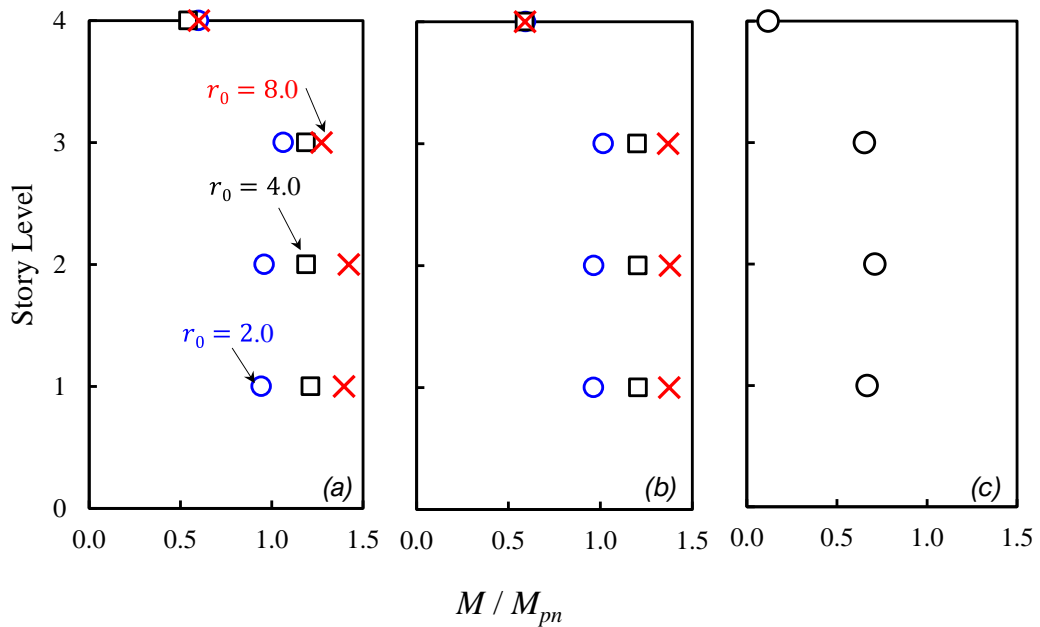 4
r₀ = 8.0
3
r₀ = 4.0
Story Level
2
r₀ = 2.0
1
0
(a) (b) (c)
0.0 0.5 1.0 1.5 0.0 0.5 1.0 1.5 0.0 0.5 1.0 1.5
M / Mpn